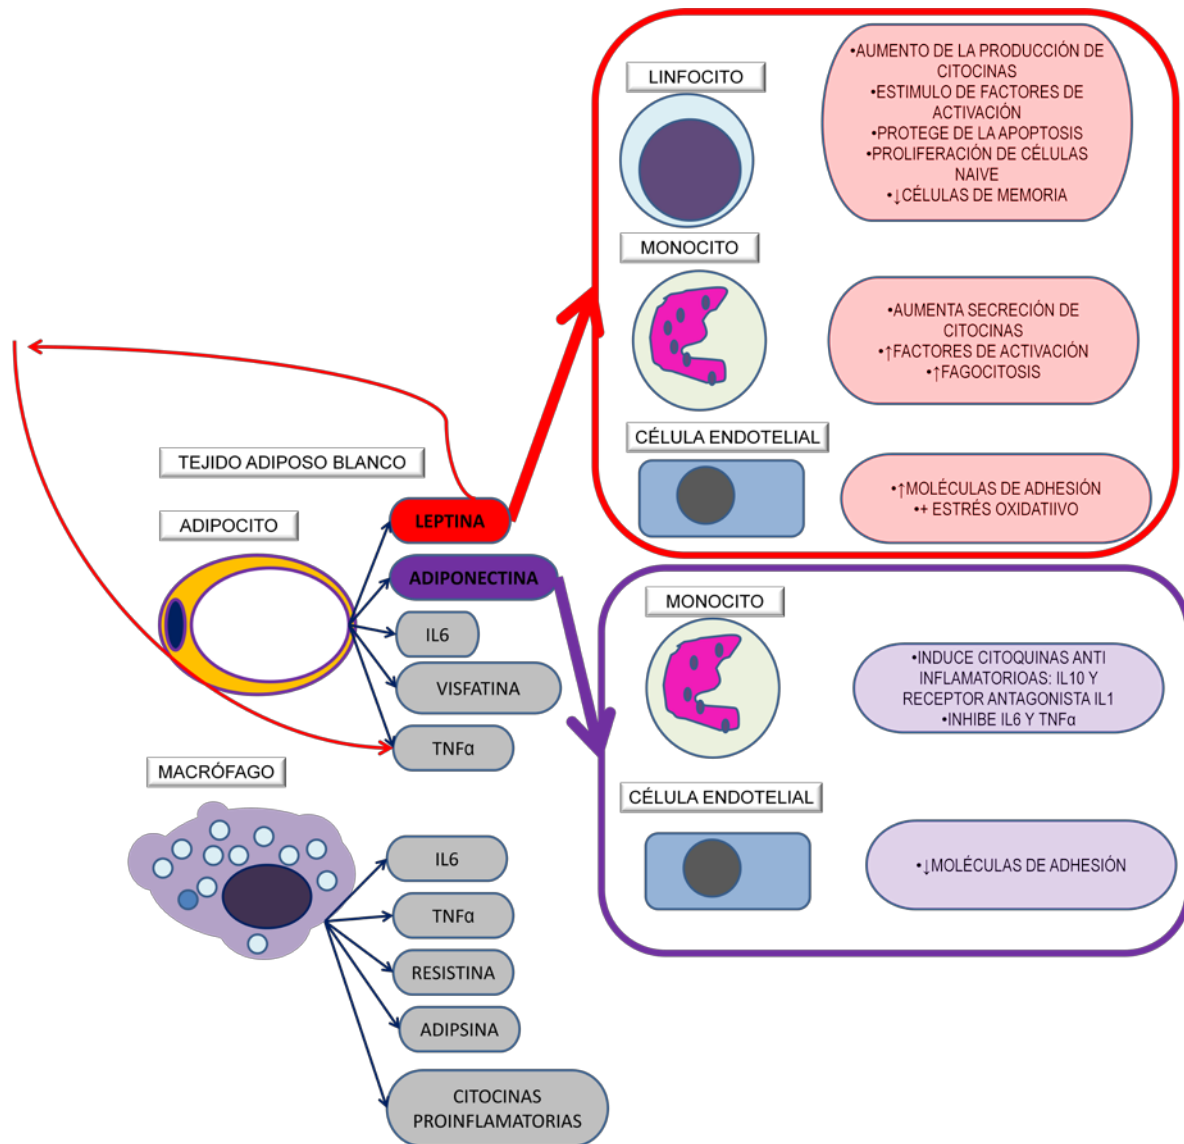 LINFOCITO
•AUMENTO DE LA PRODUCCIÓN DE
CITOCINAS
•ESTIMULO DE FACTORES DE
ACTIVACIÓN
•PROTEGE DE LA APOPTOSIS
•PROLIFERACIÓN DE CÉLULAS
NAIVE
•↓CÉLULAS DE MEMORIA
MONOCITO
•AUMENTA SECRECIÓN DE
CITOCINAS
•↑FACTORES DE ACTIVACIÓN
•↑FAGOCITOSIS
CÉLULA ENDOTELIAL
•↑MOLÉCULAS DE ADHESIÓN
•+ ESTRÉS OXIDATIIVO
TEJIDO ADIPOSO BLANCO
ADIPOCITO
LEPTINA
ADIPONECTINA
IL6
VISFATINA
TNFα
MONOCITO
•INDUCE CITOQUINAS ANTI
INFLAMATORIOAS: IL10 Y
RECEPTOR ANTAGONISTA IL1
•INHIBE IL6 Y TNFα
CÉLULA ENDOTELIAL
•↓MOLÉCULAS DE ADHESIÓN
MACRÓFAGO
IL6
TNFα
RESISTINA
ADIPSINA
CITOCINAS
PROINFLAMATORIAS